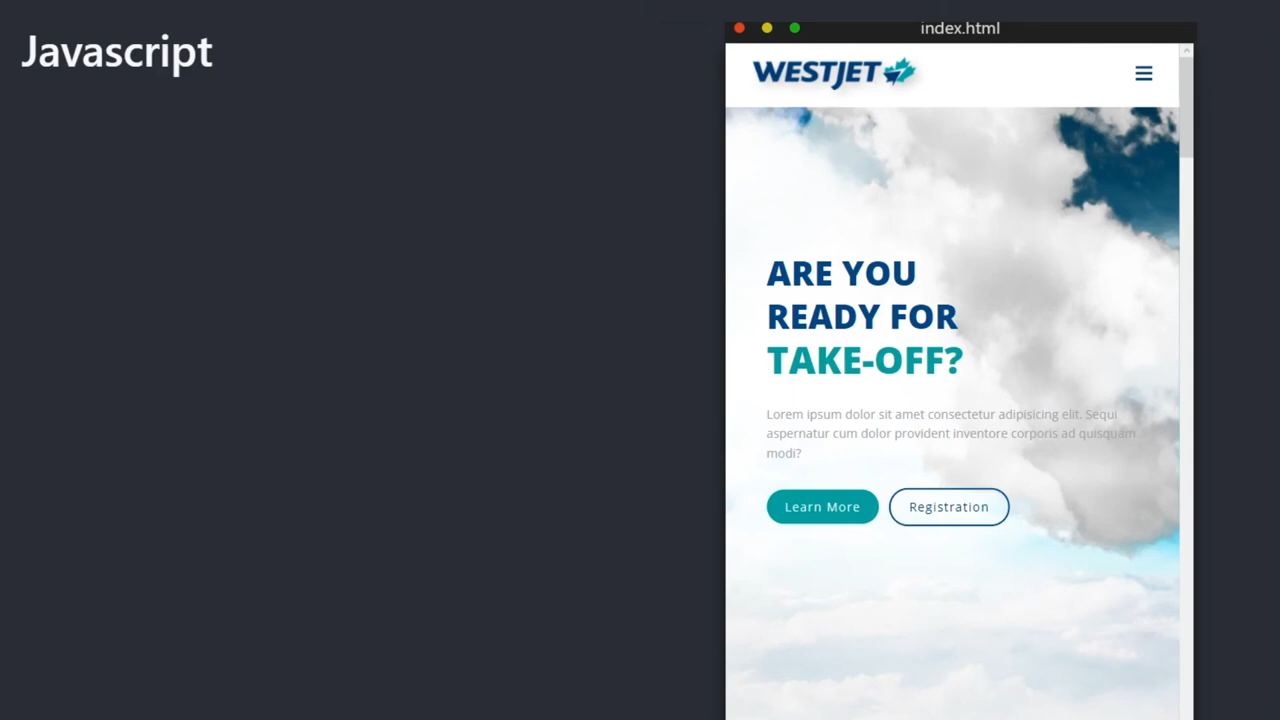 Javascript
index.html
WESTJET
ARE YOU
READY FOR
TAKE-OFF?
Lorem ipsum dolor sit amet consectetur adipisicing elit. Sequi
aspernatur cum dolor provident inventore corporis ad quisquam
modi?
Learn More
Registration